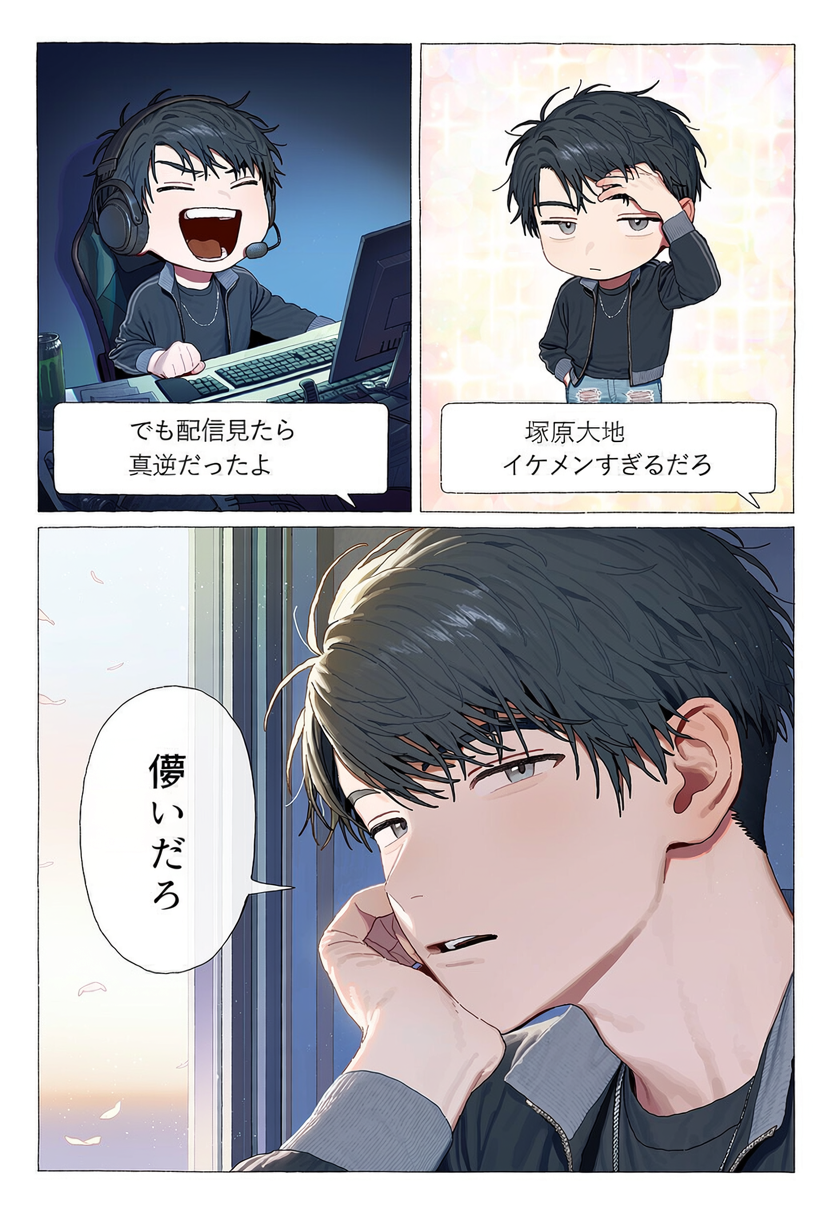 塚原大地
イケメンすぎるだろ
でも配信見たら
真逆だったよ
儚いだろ